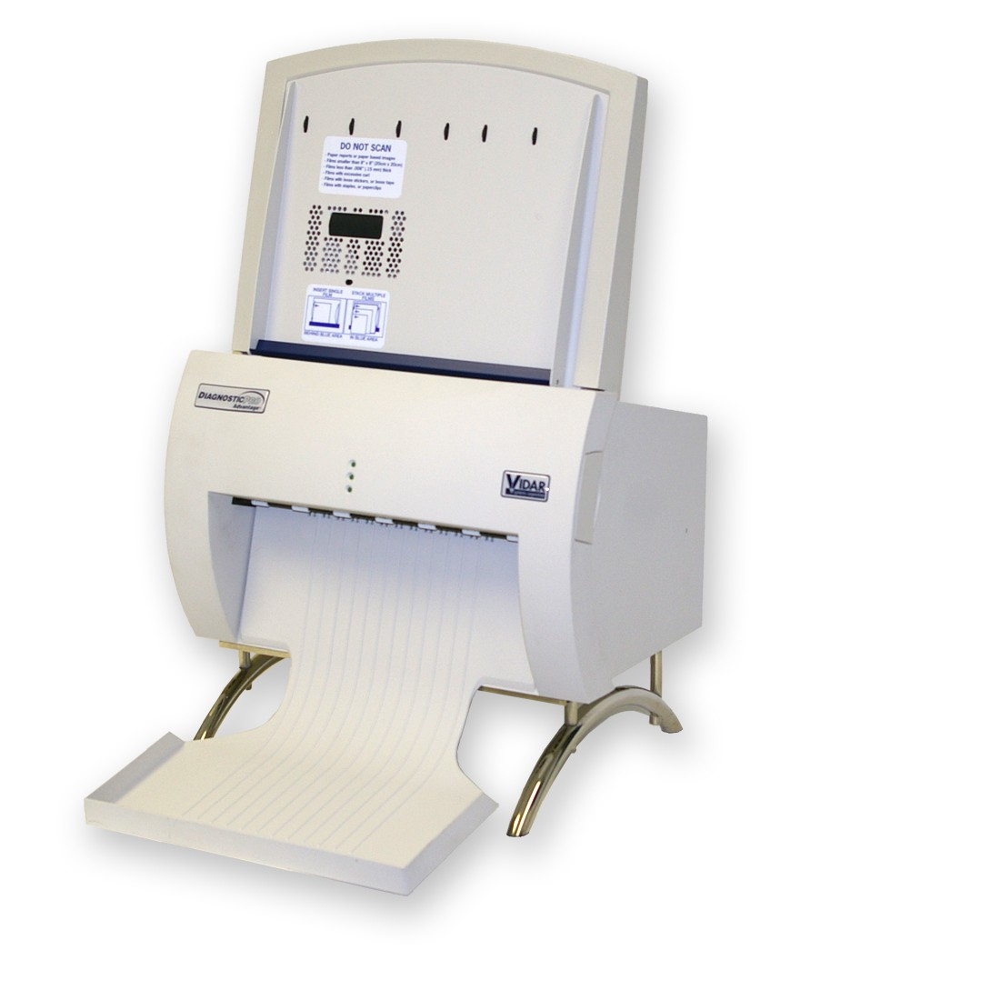 DO NOT SCAN
- Paper reports or paper based images
- Films smaller than 8" x 8" (20cm x 20cm)
- Films less than .006" (.15 mm) thick
- Films with excessive curl
- Films with loose stickers, or loose tape
- Films with staples, or paperclips
INSERT SINGLE FILM
BEHIND BLUE AREA
STACK MULTIPLE FILMS
IN BLUE AREA
DIAGNOSTICPRO
Advantage
VIDAR